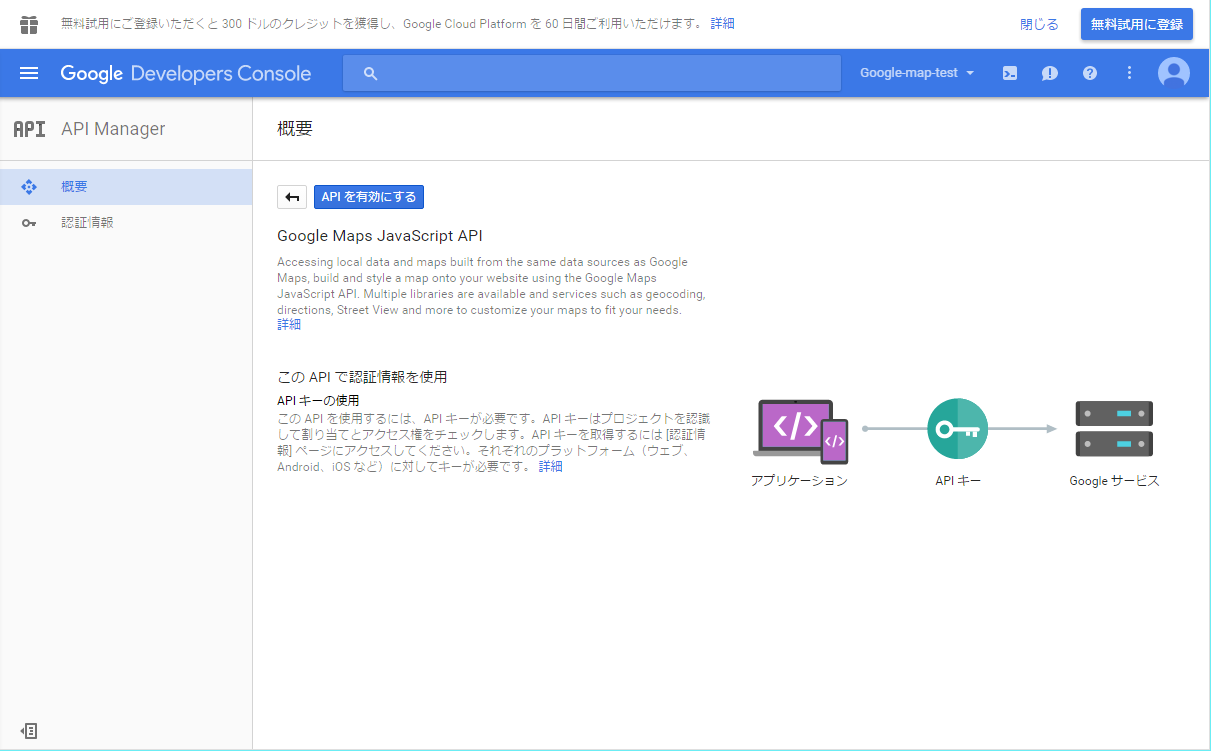 無料試用にご登録いただくと 300 ドルのクレジットを獲得し、Google Cloud Platform を 60 日間ご利用いただけます。 詳細
閉じる
無料試用に登録
Google Developers Console
Google-map-test
API API Manager
概要
概要
認証情報
API を有効にする
Google Maps JavaScript API
Accessing local data and maps built from the same data sources as Google
Maps, build and style a map onto your website using the Google Maps
JavaScript API. Multiple libraries are available and services such as geocoding,
directions, Street View and more to customize your maps to fit your needs.
詳細
この API で認証情報を使用
API キーの使用
この API を使用するには、API キーが必要です。API キーはプロジェクトを認識
して割り当てとアクセス権をチェックします。API キーを取得するには [認証情
報] ページにアクセスしてください。それぞれのプラットフォーム（ウェブ、
Android、iOS など）に対してキーが必要です。 詳細
</>
</>
アプリケーション
API キー
Google サービス